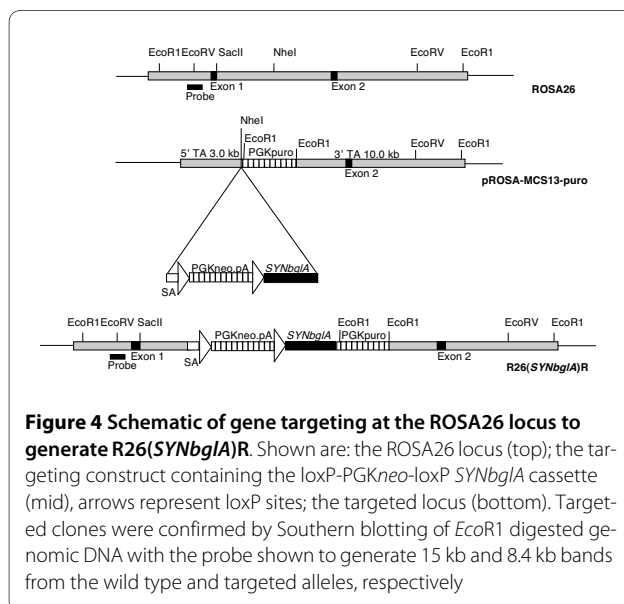 EcoR1 EcoRV SacII NheI EcoRV EcoR1
Probe Exon 1 Exon 2
ROSA26
NheI
EcoR1 EcoR1 EcoR1
5' TA 3.0 kb PGKpuro 3' TA 10.0 kb EcoRV
Exon 2
pROSA-MCS13-puro
PGKneo.pA SYNbglA
SA
EcoR1 EcoRV SacII PGKneo.pA SYNbglA EcoR1 PGKpuro EcoR1 EcoRV EcoR1
Probe Exon 1 SA Exon 2
R26(SYNbglA)R
Figure 4 Schematic of gene targeting at the ROSA26 locus to
generate R26(SYNbglA)R. Shown are: the ROSA26 locus (top); the tar-
geting construct containing the loxP-PGKneo-loxP SYNbglA cassette
(mid), arrows represent loxP sites; the targeted locus (bottom). Target-
ed clones were confirmed by Southern blotting of EcoR1 digested ge-
nomic DNA with the probe shown to generate 15 kb and 8.4 kb bands
from the wild type and targeted alleles, respectively